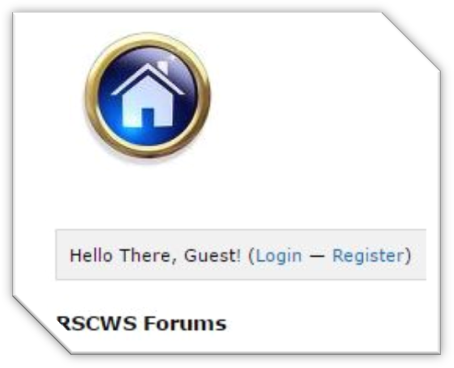 Hello There, Guest! (Login — Register)
RSCWS Forums